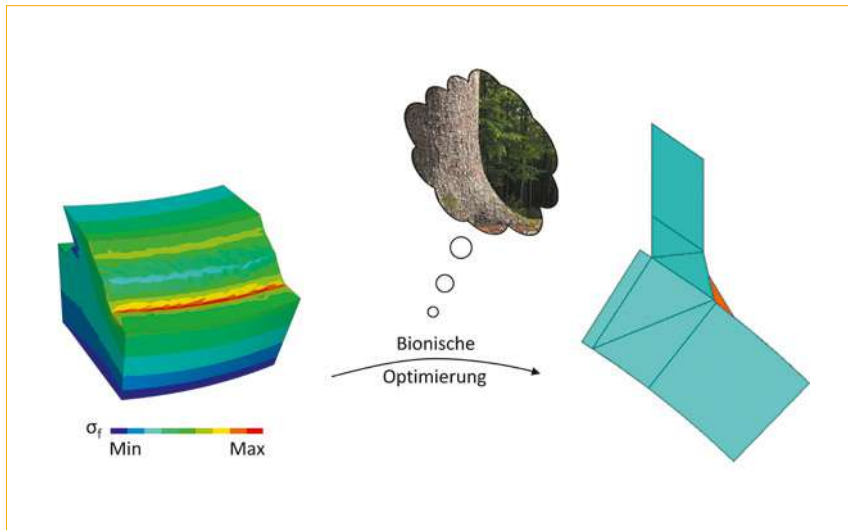 Bionische
Optimierung
σf
Min Max